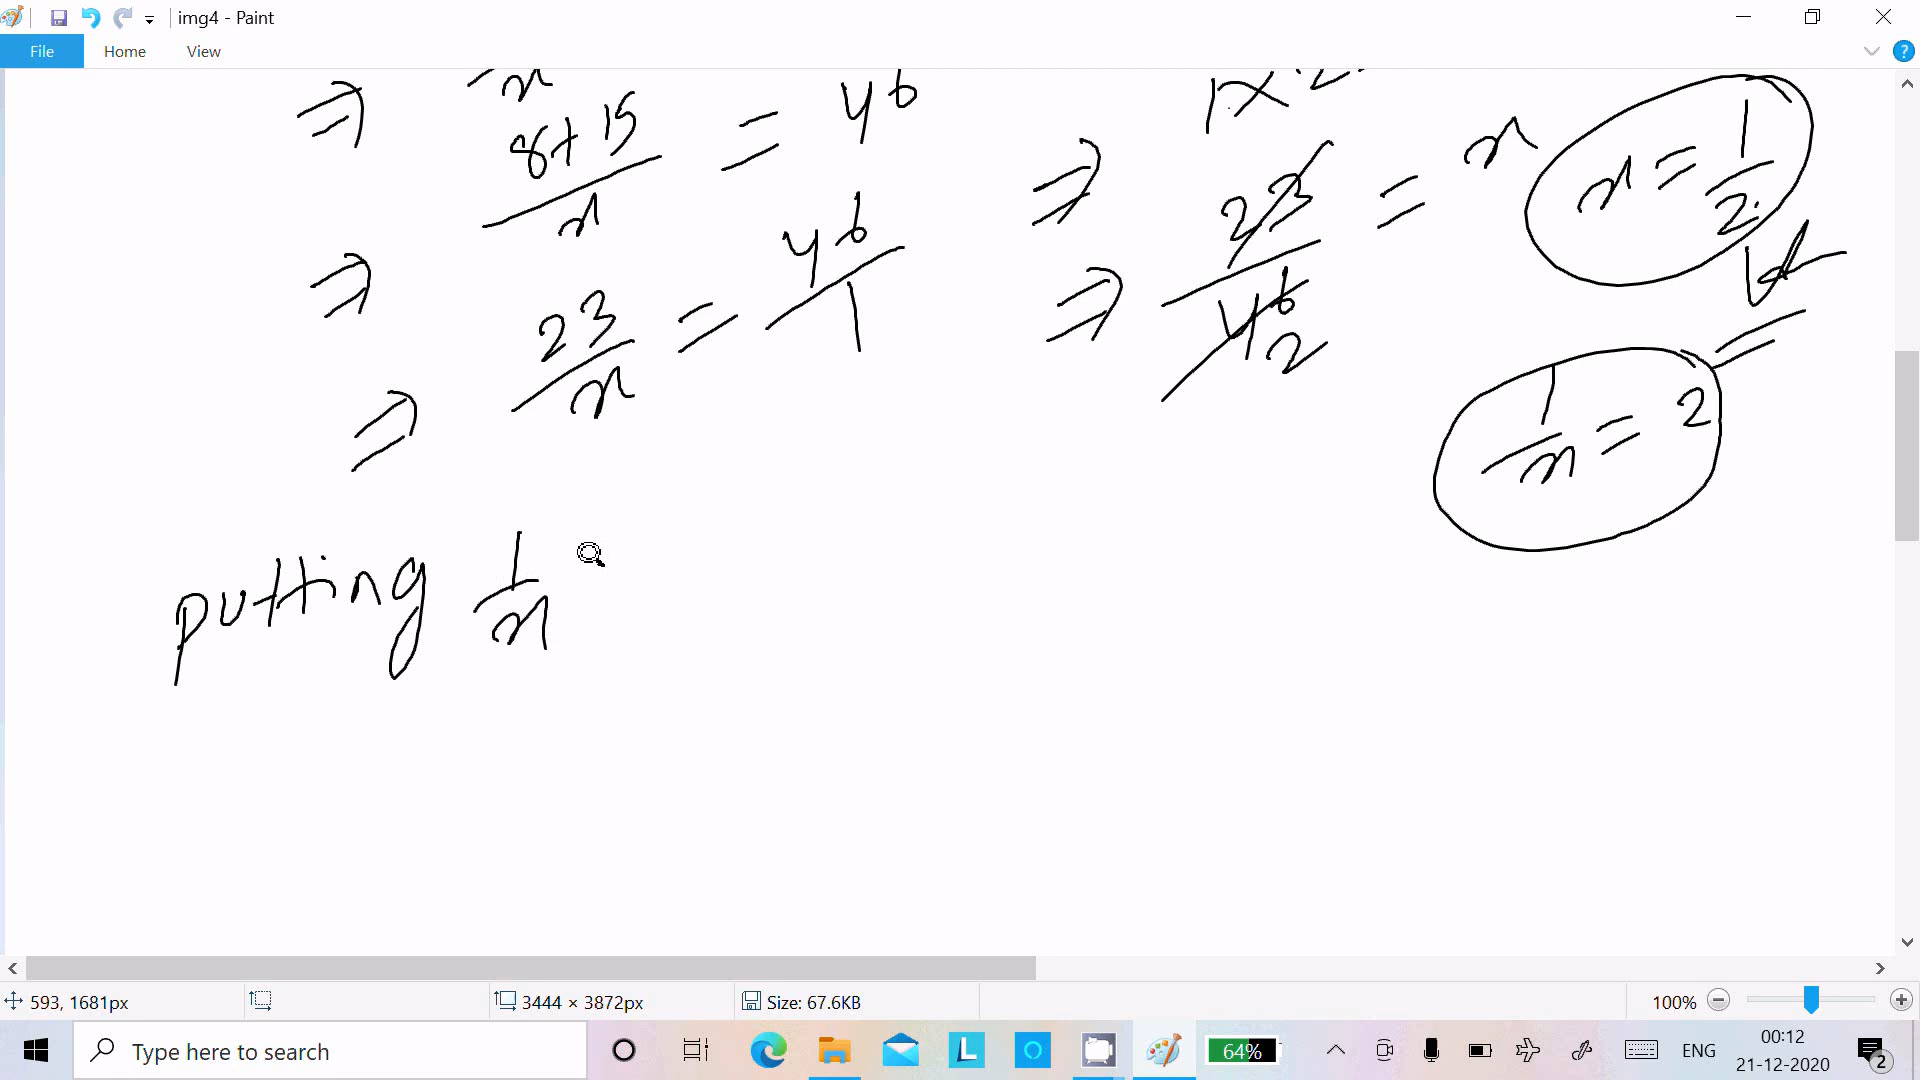 img4 - Paint
File Home View
⇒ 8+15/x = 46
⇒ 23/x = 46/1
⇒
⇒ 23/46 = x
⇒ 2
x = 1/2
1/x = 2
putting 1/x
593, 1681px 3444 × 3872px Size: 67.6KB 100%
Type here to search
64%
ENG
00:12
21-12-2020
2